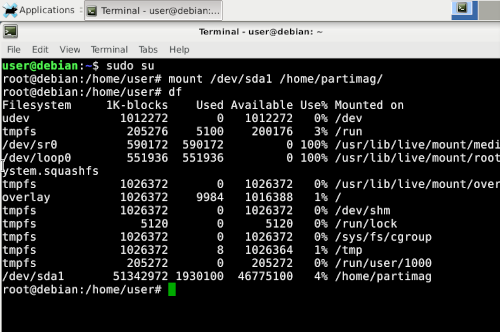 Applications
Terminal - user@debian: ~
Terminal - user@debian: ~
File Edit View Terminal Tabs Help
user@debian:~$ sudo su
root@debian:/home/user# mount /dev/sda1 /home/partimag/
root@debian:/home/user# df
Filesystem 1K-blocks Used Available Use% Mounted on
udev 1012272 0 1012272 0% /dev
tmpfs 205276 5100 200176 3% /run
/dev/sr0 590172 590172 0 100% /usr/lib/live/mount/medi
/dev/loop0 551936 551936 0 100% /usr/lib/live/mount/root
ystem.squashfs
tmpfs 1026372 0 1026372 0% /usr/lib/live/mount/over
overlay 1026372 9984 1016388 1% /
tmpfs 1026372 0 1026372 0% /dev/shm
tmpfs 5120 0 5120 0% /run/lock
tmpfs 1026372 0 1026372 0% /sys/fs/cgroup
tmpfs 1026372 8 1026364 1% /tmp
tmpfs 205272 0 205272 0% /run/user/1000
/dev/sda1 51342972 1930100 46775100 4% /home/partimag
root@debian:/home/user#